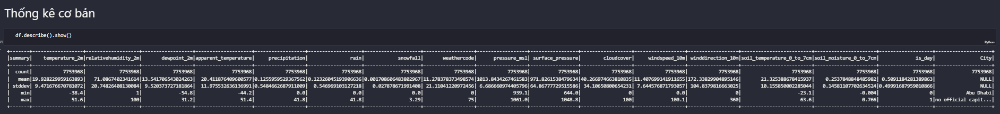 Thống kê cơ bản
df.describe().show()
Python
+-------+------------------+-------------------+------------------+--------------------+-------------------+-------------------+--------------------+------------------+------------------+-----------------+------------------+------------------+------------------+-------------------------+----------------------+-------------------+--------------------+
|summary| temperature_2m|relativehumidity_2m| dewpoint_2m|apparent_temperature| precipitation| rain| snowfall| weathercode| pressure_msl| surface_pressure| cloudcover| windspeed_10m|winddirection_10m|soil_temperature_0_to_7cm|soil_moisture_0_to_7cm| is_day| City|
| count| 7753968| 7753968| 7753968| 7753968| 7753968| 7753968| 7753968| 7753968| 7753968| 7753968| 7753968| 7753968| 7753968| 7753968| 7753968| 7753968| 7753968|
| mean|19.928229959163893| 71.0867402341614|13.541706543024263| 20.411876409600577|0.1255959529367562|0.12326045193906636|0.001708606483802967|11.278378373498574|1013.8434267461583|971.8261538479634|40.266974663810835|11.407699141911655|172.33829904895146| 21.325388678415937| 0.2537848848485982| 0.5091184281389863| NULL|
| stddev| 9.471676670781072| 20.74826408130084| 9.520373727181864| 11.975532636136991|0.5484662687911009| 0.546969103127218| 0.027878671991408| 21.11041220972456| 6.686660974405796|64.86777729515586| 34.10650800654231| 7.644576871793057| 104.8379816663025| 10.155850002285044| 0.14581107702634524|0.49991687959010866| NULL|
| min| -38.4| 1| -54.8| -44.2| 0.0| 0.0| 0.0| 0| 939.1| 644.0| 0| 0.0| 0| -23.1| -0.004| 0| Abu Dhabi|
| max| 51.6| 100| 31.2| 51.4| 41.8| 41.8| 3.29| 75| 1061.0| 1048.8| 100| 100.1| 360| 63.6| 0.766| 1|no official capit...|